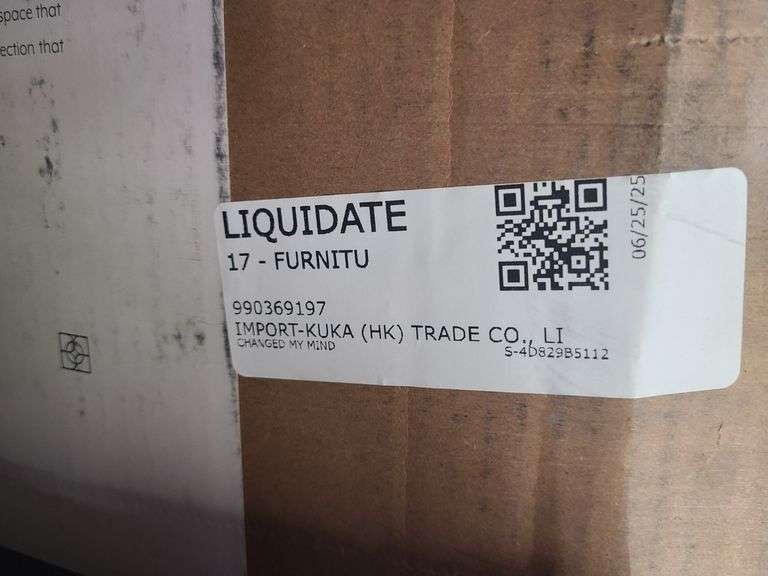 space that
ection that
LIQUIDATE
17 - FURNITU
06/25/25
990369197
IMPORT-KUKA (HK) TRADE CO., LI
CHANGED MY MIND
S-4D829B5112